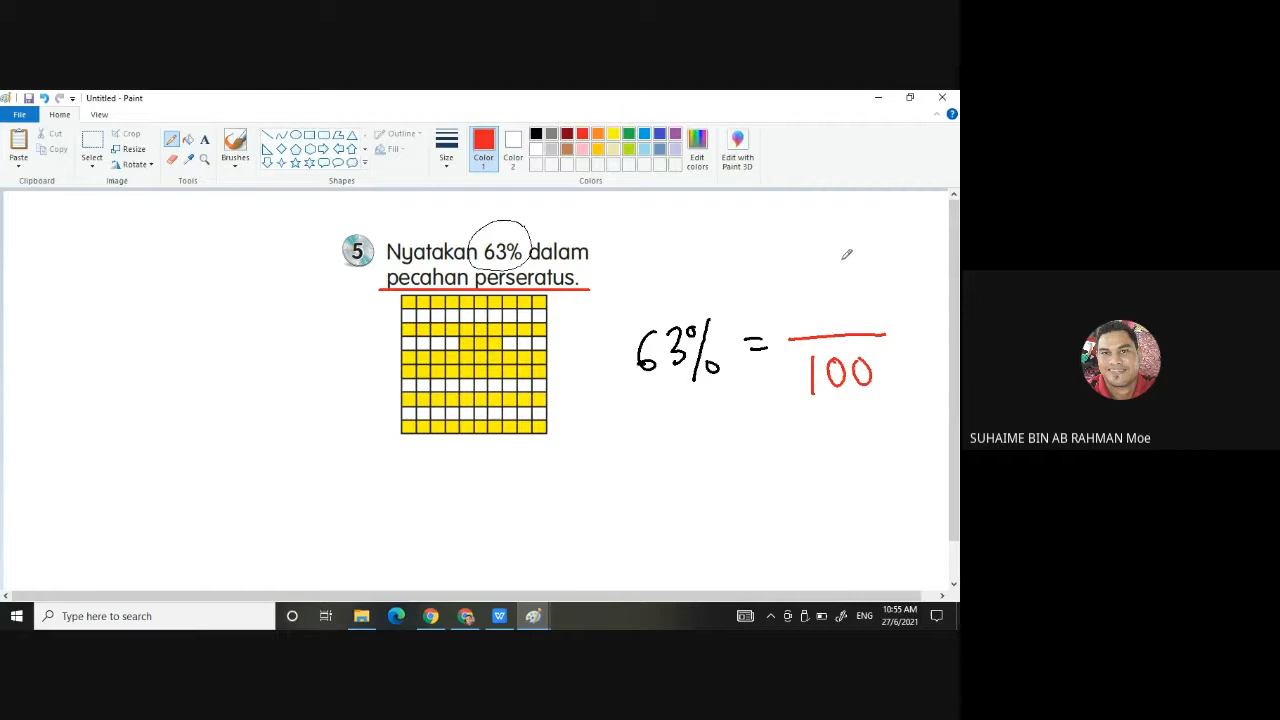 Untitled - Paint
File
Home
View
Paste
Cut
Copy
Clipboard
Select
Crop
Resize
Rotate
Image
Tools
Brushes
Shapes
Outline
Fill
Size
Color
1
Color
2
Colors
Edit
colors
Edit with
Paint 3D
5
Nyatakan 63% dalam
pecahan perseratus.
63% =
100
SUHAIME BIN AB RAHMAN Moe
Type here to search
ENG
10:55 AM
27/6/2021